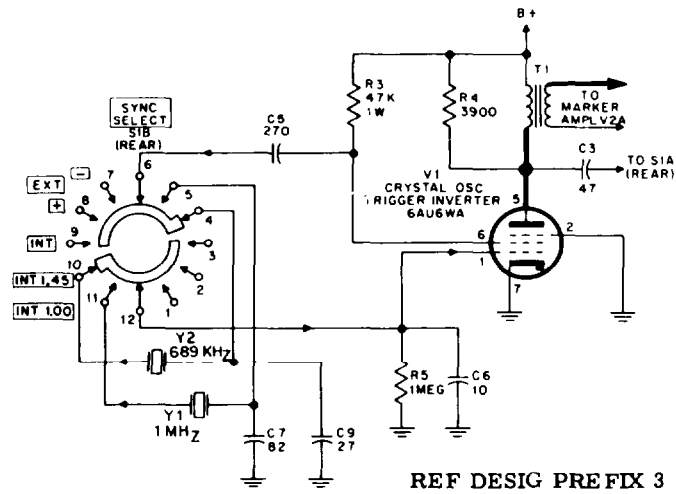 B+
T1
R3
47K
1W
R4
3900
TO
MARKER
AMPL V2A
SYNC
SELECT
S1B
(REAR)
C5
270
C3
47
TO S1A
(REAR)
V1
CRYSTAL OSC
TRIGGER INVERTER
6AU6WA
EXT
-
+
INT
INT 1.45
INT 1.00
6
7
5
8
4
9
3
10
2
11
12
1
5
6
2
1
7
Y2
689 KHZ
Y1
1 MHZ
R5
1MEG
C6
10
C7
82
C9
27
REF DESIG PREFIX 3